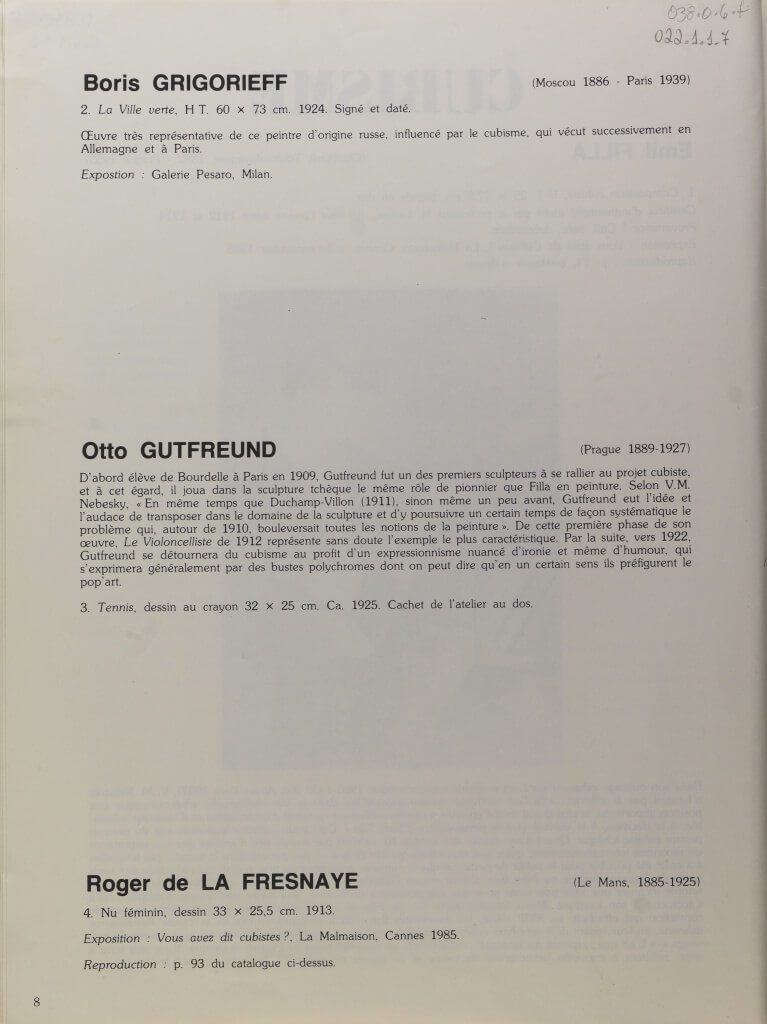 038.0.6.7
022.1.1.7
Boris GRIGORIEFF (Moscou 1886 - Paris 1939)
2. La Ville verte, H T. 60 × 73 cm. 1924. Signé et daté.
Œuvre très représentative de ce peintre d'origine russe, influencé par le cubisme, qui vécut successivement en
Allemagne et à Paris.
Expostion : Galerie Pesaro, Milan.
Otto GUTFREUND (Prague 1889-1927)
D'abord élève de Bourdelle à Paris en 1909, Gutfreund fut un des premiers sculpteurs à se rallier au projet cubiste,
et à cet égard, il joua dans la sculpture tchèque le même rôle de pionnier que Filla en peinture. Selon V.M.
Nebesky, « En même temps que Duchamp-Villon (1911), sinon même un peu avant, Gutfreund eut l'idée et
l'audace de transposer dans le domaine de la sculpture et d'y poursuivre un certain temps de façon systématique le
problème qui, autour de 1910, bouleversait toutes les notions de la peinture ». De cette première phase de son
œuvre, Le Violoncelliste de 1912 représente sans doute l'exemple le plus caractéristique. Par la suite, vers 1922,
Gutfreund se détournera du cubisme au profit d'un expressionnisme nuancé d'ironie et même d'humour, qui
s'exprimera généralement par des bustes polychromes dont on peut dire qu'en un certain sens ils préfigurent le
pop'art.
3. Tennis, dessin au crayon 32 × 25 cm. Ca. 1925. Cachet de l'atelier au dos.
Roger de LA FRESNAYE (Le Mans, 1885-1925)
4. Nu féminin, dessin 33 × 25,5 cm. 1913.
Exposition : Vous avez dit cubistes ?, La Malmaison, Cannes 1985.
Reproduction : p. 93 du catalogue ci-dessus.
8